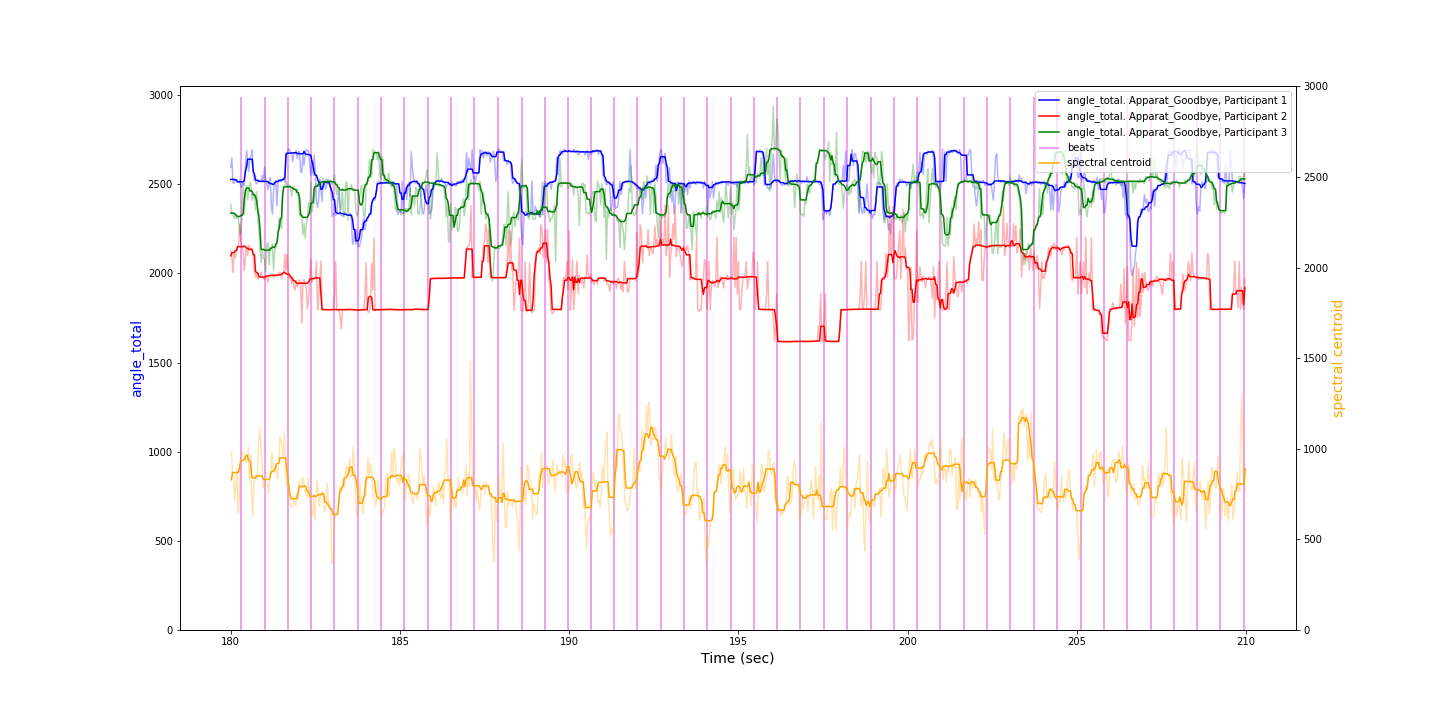 3000
2500
2000
1500
1000
500
0
angle_total
180
185
190
195
200
205
210
Time (sec)
3000
2500
2000
1500
1000
500
0
spectral centroid
angle_total. Apparat_Goodbye, Participant 1
angle_total. Apparat_Goodbye, Participant 2
angle_total. Apparat_Goodbye, Participant 3
beats
spectral centroid